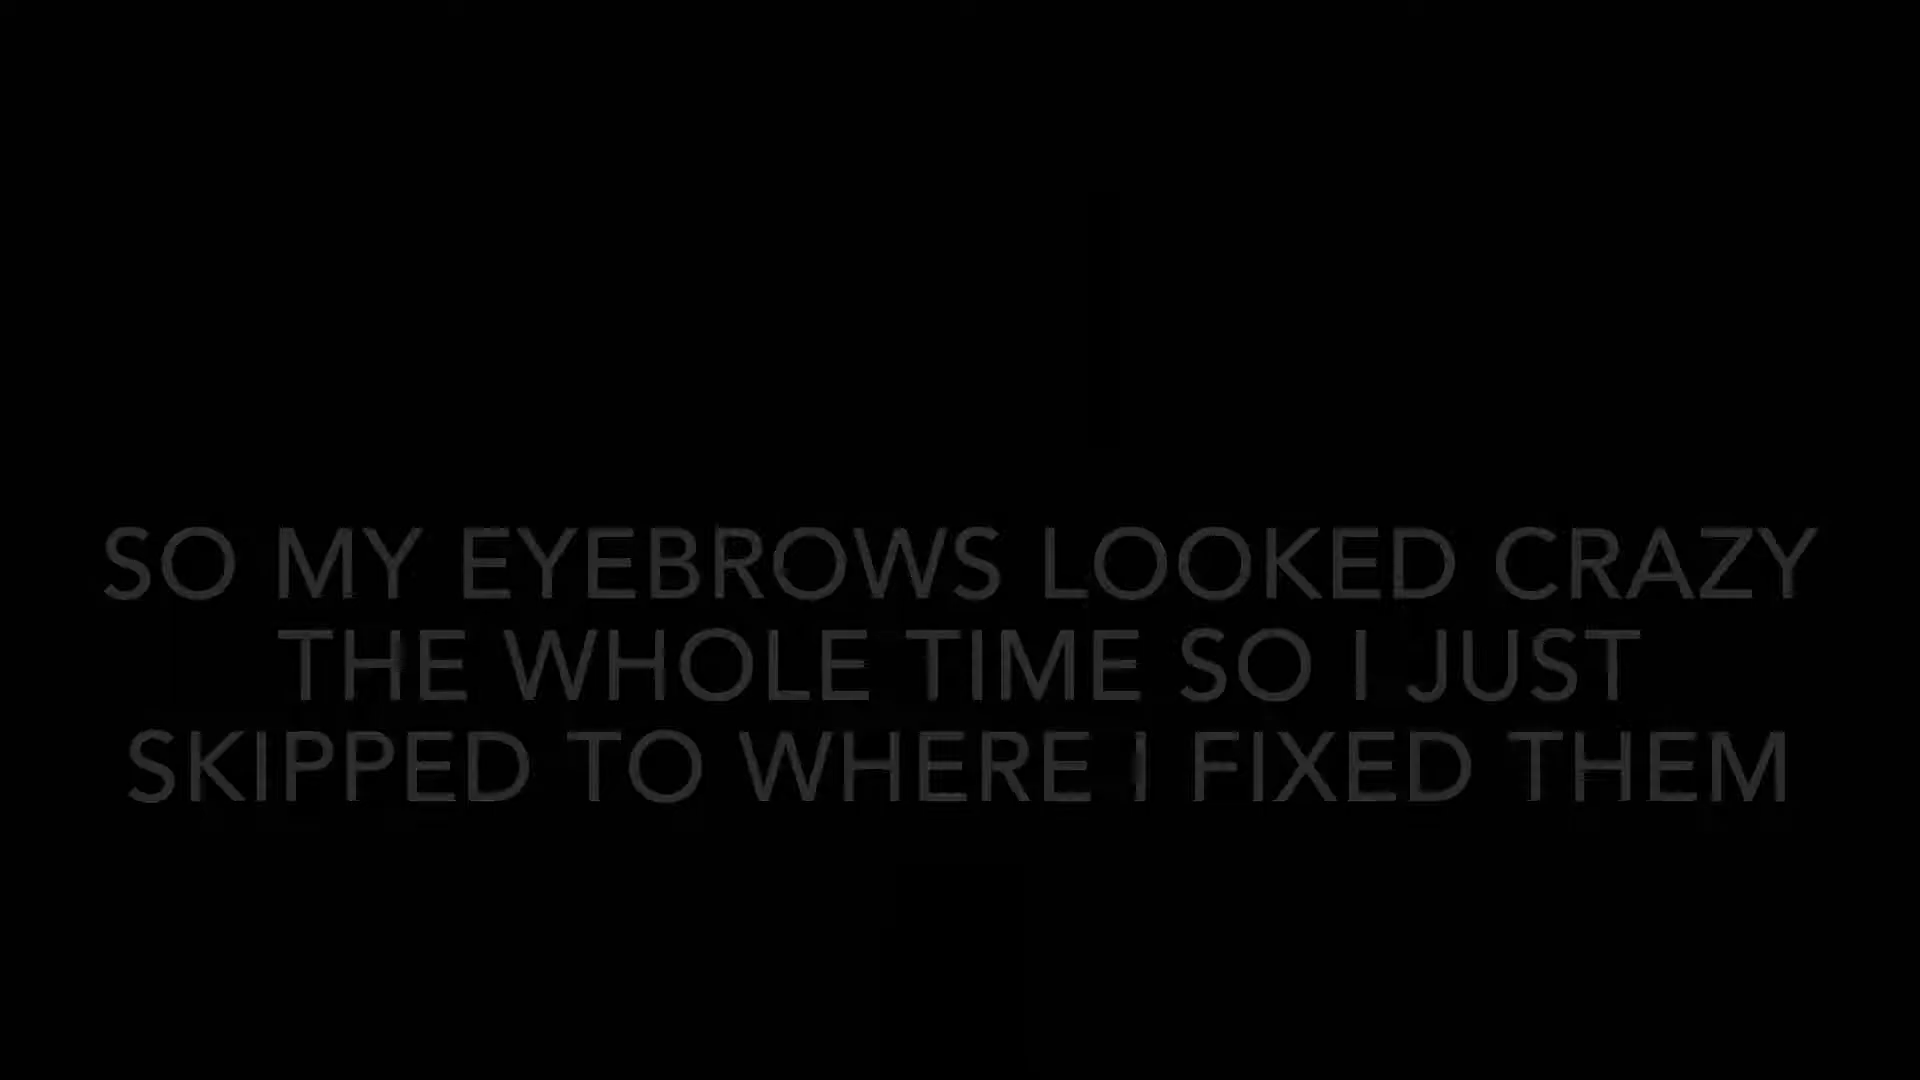 SO MY EYEBROWS LOOKED CRAZY
THE WHOLE TIME SO I JUST
SKIPPED TO WHERE I FIXED THEM